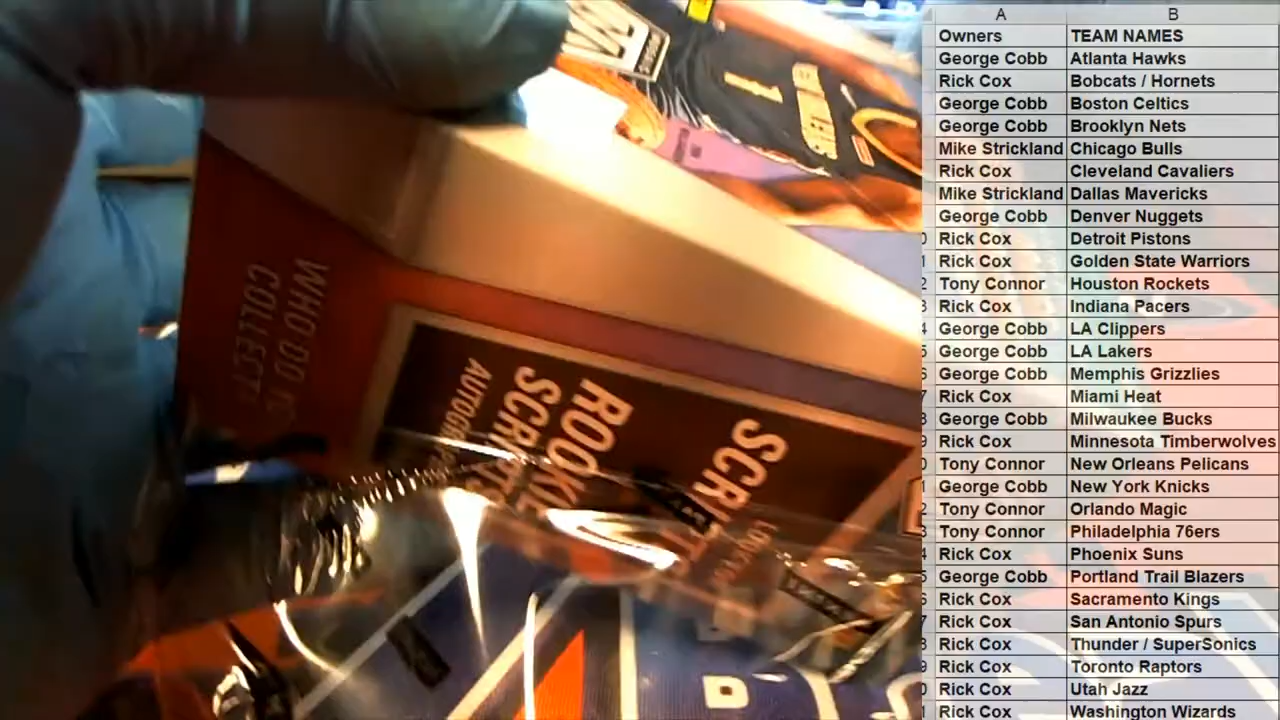 A B
Owners TEAM NAMES
George Cobb Atlanta Hawks
Rick Cox Bobcats / Hornets
George Cobb Boston Celtics
George Cobb Brooklyn Nets
Mike Strickland Chicago Bulls
Rick Cox Cleveland Cavaliers
Mike Strickland Dallas Mavericks
George Cobb Denver Nuggets
Rick Cox Detroit Pistons
Rick Cox Golden State Warriors
Tony Connor Houston Rockets
Rick Cox Indiana Pacers
George Cobb LA Clippers
George Cobb LA Lakers
George Cobb Memphis Grizzlies
Rick Cox Miami Heat
George Cobb Milwaukee Bucks
Rick Cox Minnesota Timberwolves
Tony Connor New Orleans Pelicans
George Cobb New York Knicks
Tony Connor Orlando Magic
Tony Connor Philadelphia 76ers
Rick Cox Phoenix Suns
George Cobb Portland Trail Blazers
Rick Cox Sacramento Kings
Rick Cox San Antonio Spurs
Rick Cox Thunder / SuperSonics
Rick Cox Toronto Raptors
Rick Cox Utah Jazz
Rick Cox Washington Wizards
WHO DO
COLLECT
ROOKIE